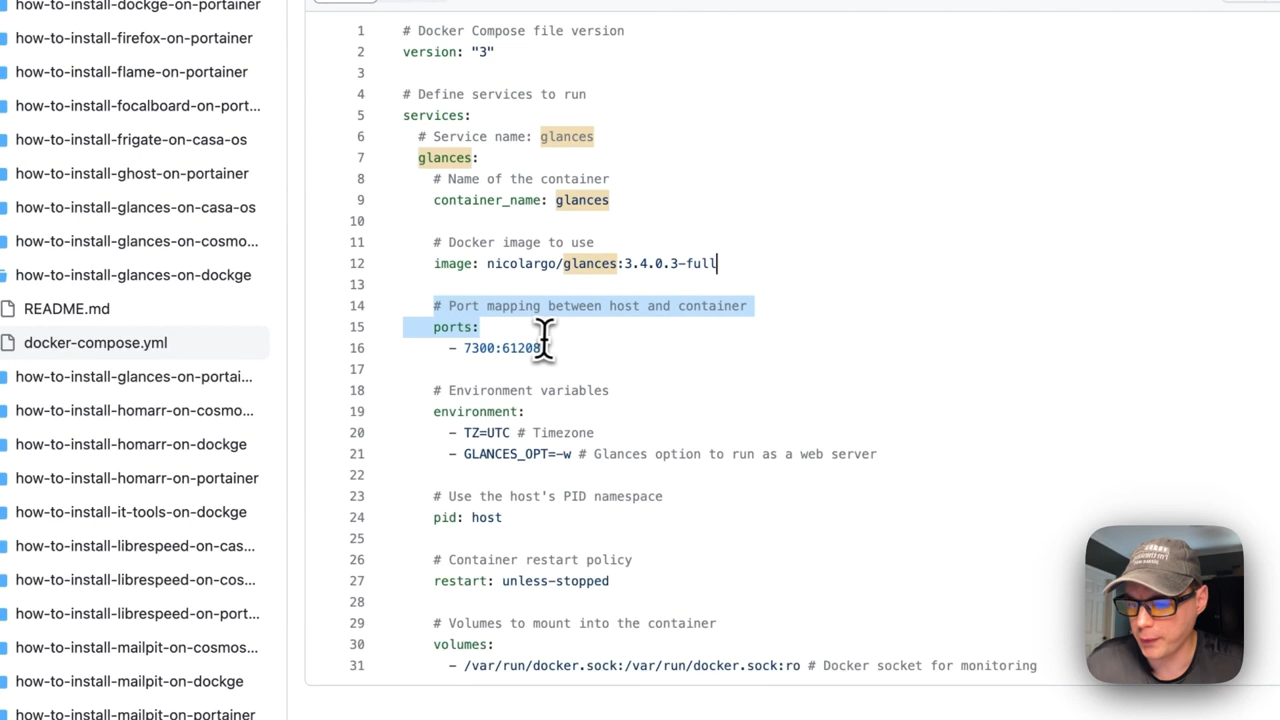 how-to-install-dockge-on-portainer
how-to-install-firefox-on-portainer
how-to-install-flame-on-portainer
how-to-install-focalboard-on-port...
how-to-install-frigate-on-casa-os
how-to-install-ghost-on-portainer
how-to-install-glances-on-casa-os
how-to-install-glances-on-cosmo...
how-to-install-glances-on-dockge
README.md
docker-compose.yml
how-to-install-glances-on-portai...
how-to-install-homarr-on-cosmo...
how-to-install-homarr-on-dockge
how-to-install-homarr-on-portainer
how-to-install-it-tools-on-dockge
how-to-install-librespeed-on-cas...
how-to-install-librespeed-on-cos...
how-to-install-librespeed-on-port...
how-to-install-mailpit-on-cosmos...
how-to-install-mailpit-on-dockge
how-to-install-mailpit-on-portainer
1 # Docker Compose file version
2 version: "3"
3
4 # Define services to run
5 services:
6 # Service name: glances
7 glances:
8 # Name of the container
9 container_name: glances
10
11 # Docker image to use
12 image: nicolargo/glances:3.4.0.3-full
13
14 # Port mapping between host and container
15 ports:
16 - 7300:61208
17
18 # Environment variables
19 environment:
20 - TZ=UTC # Timezone
21 - GLANCES_OPT=-w # Glances option to run as a web server
22
23 # Use the host's PID namespace
24 pid: host
25
26 # Container restart policy
27 restart: unless-stopped
28
29 # Volumes to mount into the container
30 volumes:
31 - /var/run/docker.sock:/var/run/docker.sock:ro # Docker socket for monitoring